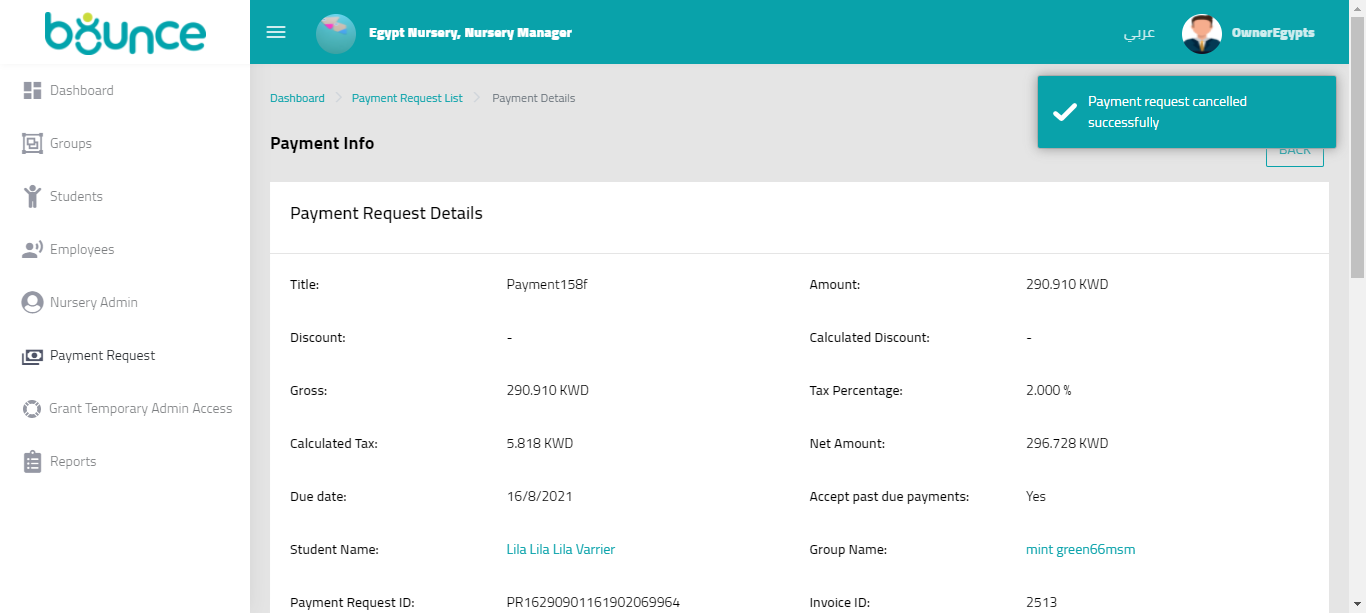 bounce
Egypt Nursery, Nursery Manager
عربي
OwnerEgypts
Dashboard
Groups
Students
Employees
Nursery Admin
Payment Request
Grant Temporary Admin Access
Reports
Dashboard
Payment Request List
Payment Details
Payment request cancelled
successfully
Payment Info
BACK
Payment Request Details
Title: Payment158f Amount: 290.910 KWD
Discount: - Calculated Discount: -
Gross: 290.910 KWD Tax Percentage: 2.000 %
Calculated Tax: 5.818 KWD Net Amount: 296.728 KWD
Due date: 16/8/2021 Accept past due payments: Yes
Student Name: Lila Lila Lila Varrier Group Name: mint green66msm
Payment Request ID: PR16290901161902069964 Invoice ID: 2513